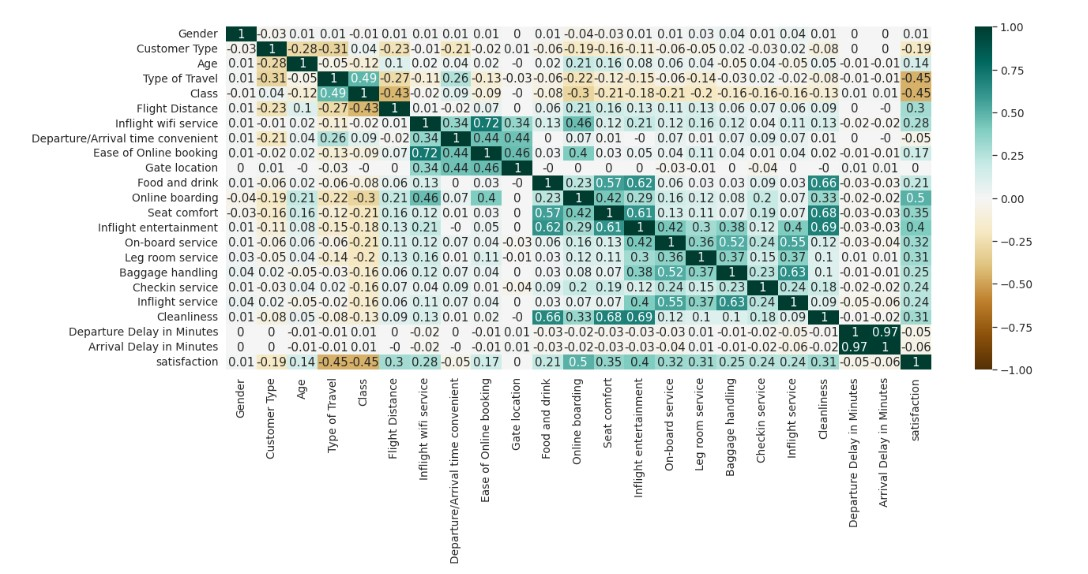 Gender 1 -0.03 0.01 0.01 -0.01 0.01 0.01 0.01 0.01 0 0.01 -0.04 -0.03 0.01 0.01 0.03 0.04 0.01 0.04 0.01 0 0 0.01
Customer Type -0.03 1 -0.28 -0.31 0.04 -0.23 -0.01 -0.21 -0.02 0.01 -0.06 -0.19 -0.16 -0.11 -0.06 -0.05 0.02 -0.03 0.02 -0.08 0 0 -0.19
Age 0.01 -0.28 1 -0.05 -0.12 0.1 0.02 0.04 0.02 -0 0.02 0.21 0.16 0.08 0.06 0.04 -0.05 0.04 -0.05 0.05 -0.01 -0.01 0.14
Type of Travel 0.01 -0.31 -0.05 1 0.49 -0.27 -0.11 0.26 -0.13 -0.03 -0.06 -0.22 -0.12 -0.15 -0.06 -0.14 -0.03 0.02 -0.02 -0.08 -0.01 -0.01 -0.45
Class -0.01 0.04 -0.12 0.49 1 -0.43 -0.02 0.09 -0.09 -0 -0.08 -0.3 -0.21 -0.18 -0.21 -0.2 -0.16 -0.16 -0.16 -0.13 0.01 0.01 -0.45
Flight Distance 0.01 -0.23 0.1 -0.27 -0.43 1 0.01 -0.02 0.07 0 0.06 0.21 0.16 0.13 0.11 0.13 0.06 0.07 0.06 0.09 0 -0 0.3
Inflight wifi service 0.01 -0.01 0.02 -0.11 -0.02 0.01 1 0.34 0.72 0.34 0.13 0.46 0.12 0.21 0.12 0.16 0.12 0.04 0.11 0.13 -0.02 -0.02 0.28
Departure/Arrival time convenient 0.01 -0.21 0.04 0.26 0.09 -0.02 0.34 1 0.44 0.44 0 0.07 0.01 -0 0.07 0.01 0.07 0.09 0.07 0.01 0 -0 -0.05
Ease of Online booking 0.01 -0.02 0.02 -0.13 -0.09 0.07 0.72 0.44 1 0.46 0.03 0.4 0.03 0.05 0.04 0.11 0.04 0.01 0.04 0.02 -0.01 -0.01 0.17
Gate location 0 0.01 -0 -0.03 -0 0 0.34 0.44 0.46 1 -0 0 0 0 -0.03 -0.01 0 -0.04 0 -0 0.01 0.01 0
Food and drink 0.01 -0.06 0.02 -0.06 -0.08 0.06 0.13 0 0.03 -0 1 0.23 0.57 0.62 0.06 0.03 0.03 0.09 0.03 0.66 -0.03 -0.03 0.21
Online boarding -0.04 -0.19 0.21 -0.22 -0.3 0.21 0.46 0.07 0.4 0 0.23 1 0.42 0.29 0.16 0.12 0.08 0.2 0.07 0.33 -0.02 -0.02 0.5
Seat comfort -0.03 -0.16 0.16 -0.12 -0.21 0.16 0.12 0.01 0.03 0 0.57 0.42 1 0.61 0.13 0.11 0.07 0.19 0.07 0.68 -0.03 -0.03 0.35
Inflight entertainment 0.01 -0.11 0.08 -0.15 -0.18 0.13 0.21 -0 0.05 0 0.62 0.29 0.61 1 0.42 0.3 0.38 0.12 0.4 0.69 -0.03 -0.03 0.4
On-board service 0.01 -0.06 0.06 -0.06 -0.21 0.11 0.12 0.07 0.04 -0.03 0.06 0.16 0.13 0.42 1 0.36 0.52 0.24 0.55 0.12 -0.03 -0.04 0.32
Leg room service 0.03 -0.05 0.04 -0.14 -0.2 0.13 0.16 0.01 0.11 -0.01 0.03 0.12 0.11 0.3 0.36 1 0.37 0.15 0.37 0.1 0.01 0.01 0.31
Baggage handling 0.04 0.02 -0.05 -0.03 -0.16 0.06 0.12 0.07 0.04 0 0.03 0.08 0.07 0.38 0.52 0.37 1 0.23 0.63 0.1 -0.01 -0.01 0.25
Checkin service 0.01 -0.03 0.04 0.02 -0.16 0.07 0.04 0.09 0.01 -0.04 0.09 0.2 0.19 0.12 0.24 0.15 0.23 1 0.24 0.18 -0.02 -0.02 0.24
Inflight service 0.04 0.02 -0.05 -0.02 -0.16 0.06 0.11 0.07 0.04 0 0.03 0.07 0.07 0.4 0.55 0.37 0.63 0.24 1 0.09 -0.05 -0.06 0.24
Cleanliness 0.01 -0.08 0.05 -0.08 -0.13 0.09 0.13 0.01 0.02 -0 0.66 0.33 0.68 0.69 0.12 0.1 0.1 0.18 0.09 1 -0.01 -0.02 0.31
Departure Delay in Minutes 0 0 -0.01 -0.01 0.01 0 -0.02 0 -0.01 0.01 -0.03 -0.02 -0.03 -0.03 -0.03 0.01 -0.01 -0.02 -0.05 -0.01 1 0.97 -0.05
Arrival Delay in Minutes 0 0 -0.01 -0.01 0.01 -0 -0.02 -0 -0.01 0.01 -0.03 -0.02 -0.03 -0.03 -0.04 0.01 -0.01 -0.02 -0.06 -0.02 0.97 1 -0.06
satisfaction 0.01 -0.19 0.14 -0.45 -0.45 0.3 0.28 -0.05 0.17 0 0.21 0.5 0.35 0.4 0.32 0.31 0.25 0.24 0.24 0.31 -0.05 -0.06 1
Gender
Customer Type
Age
Type of Travel
Class
Flight Distance
Inflight wifi service
Departure/Arrival time convenient
Ease of Online booking
Gate location
Food and drink
Online boarding
Seat comfort
Inflight entertainment
On-board service
Leg room service
Baggage handling
Checkin service
Inflight service
Cleanliness
Departure Delay in Minutes
Arrival Delay in Minutes
satisfaction
1.00
0.75
0.50
0.25
0.00
−0.25
−0.50
−0.75
−1.00